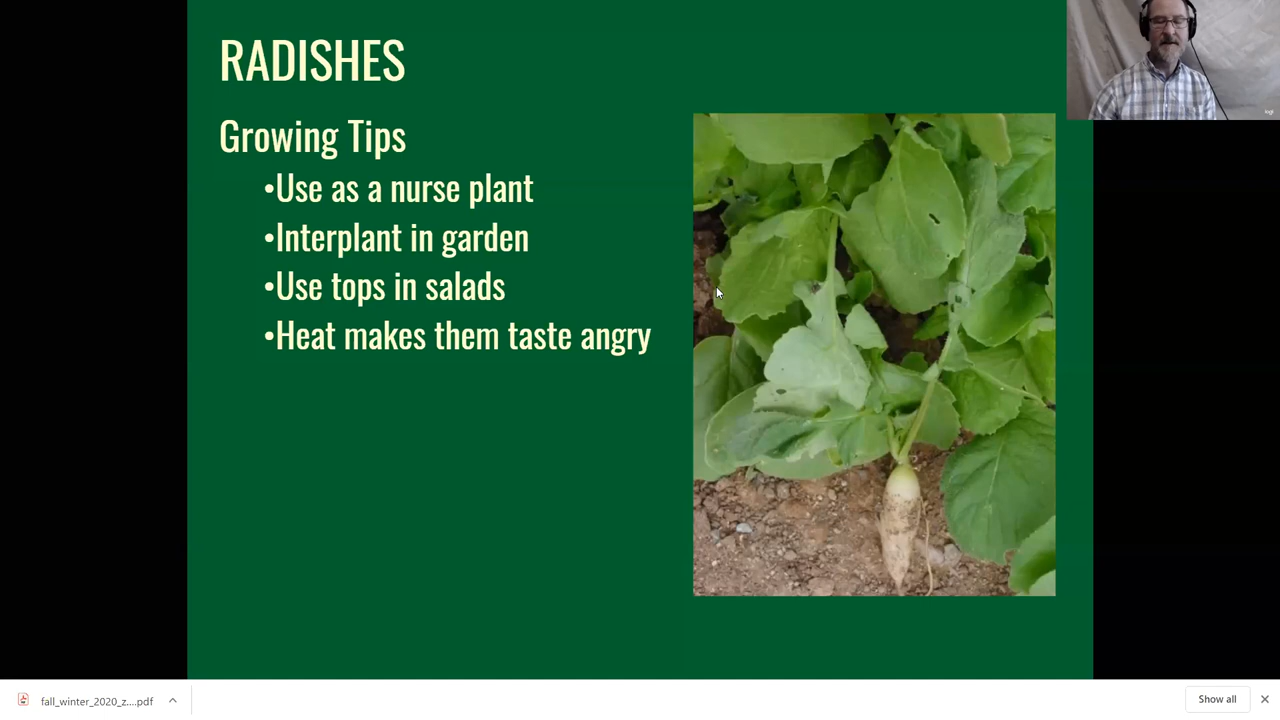 RADISHES
Growing Tips
•Use as a nurse plant
•Interplant in garden
•Use tops in salads
•Heat makes them taste angry
fall_winter_2020_z....pdf
Show all